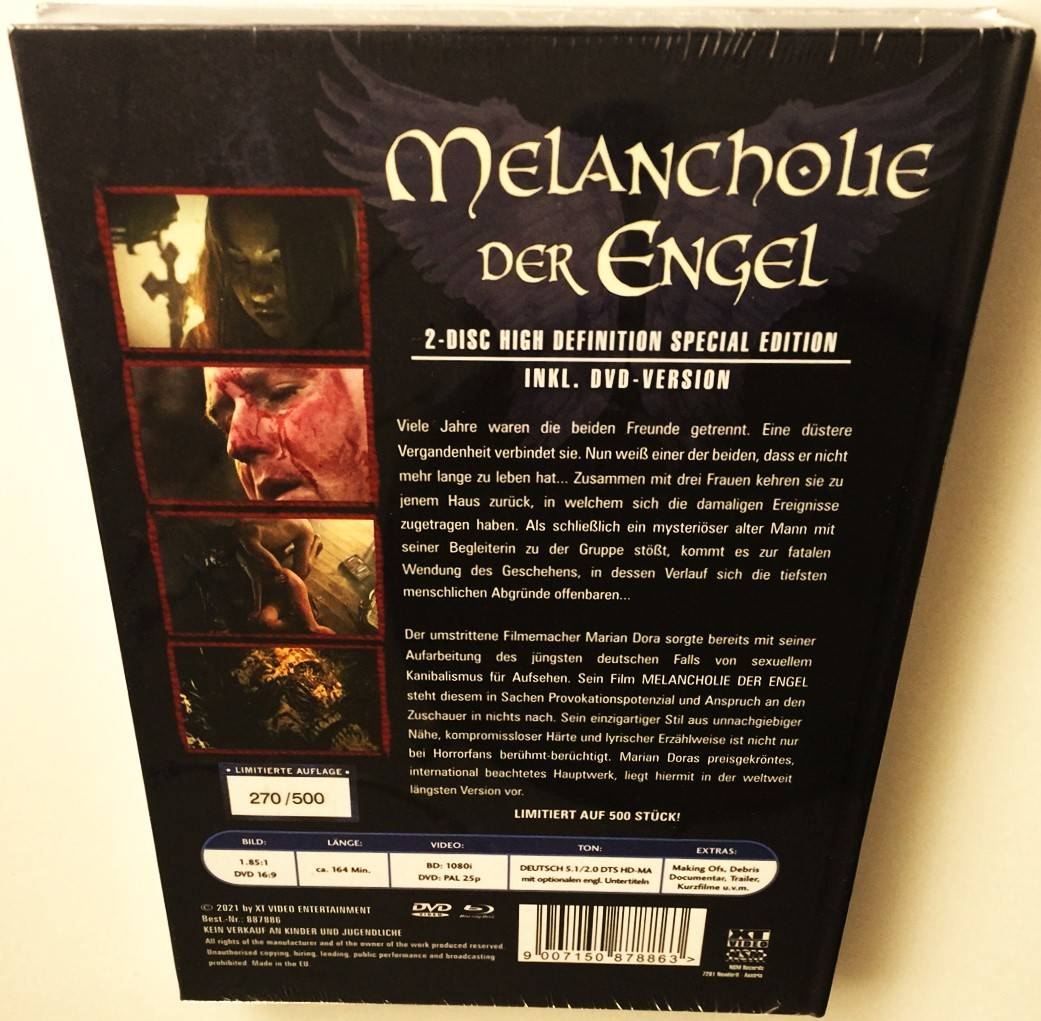 MELANCHOLIE
DER ENGEL
2-DISC HIGH DEFINITION SPECIAL EDITION
INKL. DVD-VERSION
Viele Jahre waren die beiden Freunde getrennt. Eine düstere
Vergandenheit verbindet sie. Nun weiß einer der beiden, dass er nicht
mehr lange zu leben hat... Zusammen mit drei Frauen kehren sie zu
jenem Haus zurück, in welchem sich die damaligen Ereignisse
zugetragen haben. Als schließlich ein mysteriöser alter Mann mit
seiner Begleiterin zu der Gruppe stößt, kommt es zur fatalen
Wendung des Geschehens, in dessen Verlauf sich die tiefsten
menschlichen Abgründe offenbaren...
Der umstrittene Filmemacher Marian Dora sorgte bereits mit seiner
Aufarbeitung des jüngsten deutschen Falls von sexuellem
Kanibalismus für Aufsehen. Sein Film MELANCHOLIE DER ENGEL
steht diesem in Sachen Provokationspotenzial und Anspruch an den
Zuschauer in nichts nach. Sein einzigartiger Stil aus unnachgiebiger
Nähe, kompromissloser Härte und lyrischer Erzählweise ist nicht nur
bei Horrorfans berühmt-berüchtigt. Marian Doras preisgekröntes,
international beachtetes Hauptwerk, liegt hiermit in der weltweit
längsten Version vor.
LIMITIERT AUF 500 STÜCK!
• LIMITIERTE AUFLAGE •
270/500
BILD:
1.85:1
DVD 16:9
LÄNGE:
ca. 164 Min.
VIDEO:
BD: 1080i
DVD: PAL 25p
TON:
DEUTSCH 5.1/2.0 DTS HD-MA
mit optionalen engl. Untertiteln
EXTRAS:
Making Ofs, Debris
Documentar, Trailer,
Kurzfilme u.v.m.
© 2021 by XT VIDEO ENTERTAINMENT
Best.-Nr.: 887886
KEIN VERKAUF AN KINDER UND JUGENDLICHE
All rights of the manufacturer and of the owner of the work produced reserved.
Unauthorised copying, hiring, lending, public performance and broadcasting
prohibited. Made in the EU.
DVD
VIDEO
Blu-ray Disc
9 007150 878863 >
XT
VIDEO
NSM Records
Austria